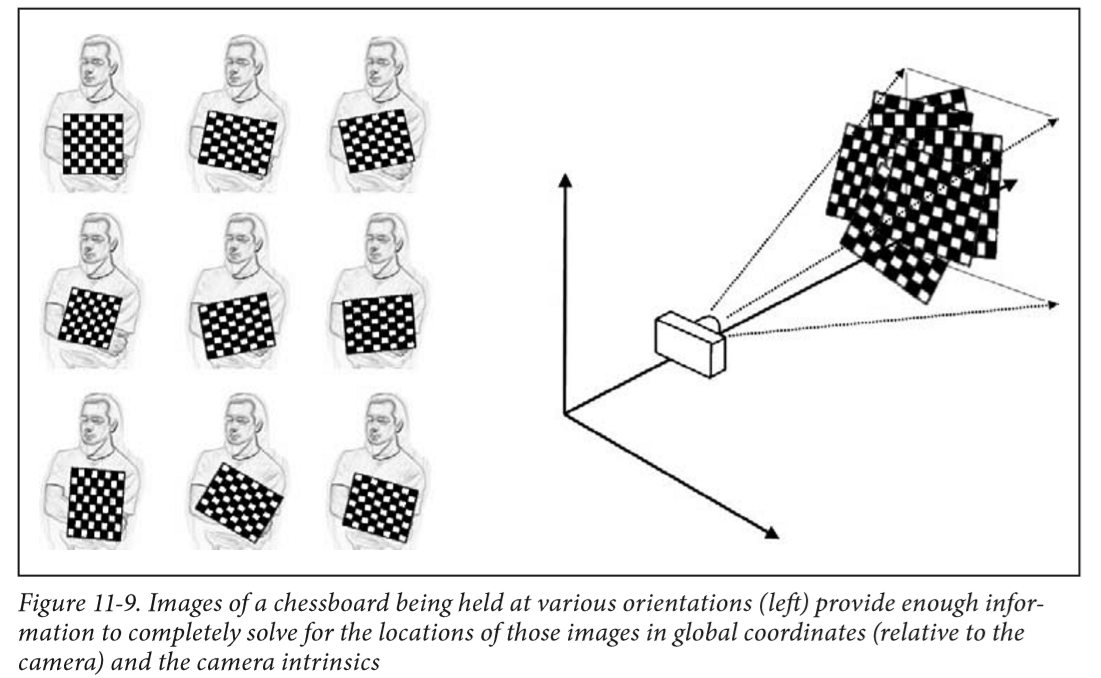 Figure 11-9. Images of a chessboard being held at various orientations (left) provide enough infor-
mation to completely solve for the locations of those images in global coordinates (relative to the
camera) and the camera intrinsics